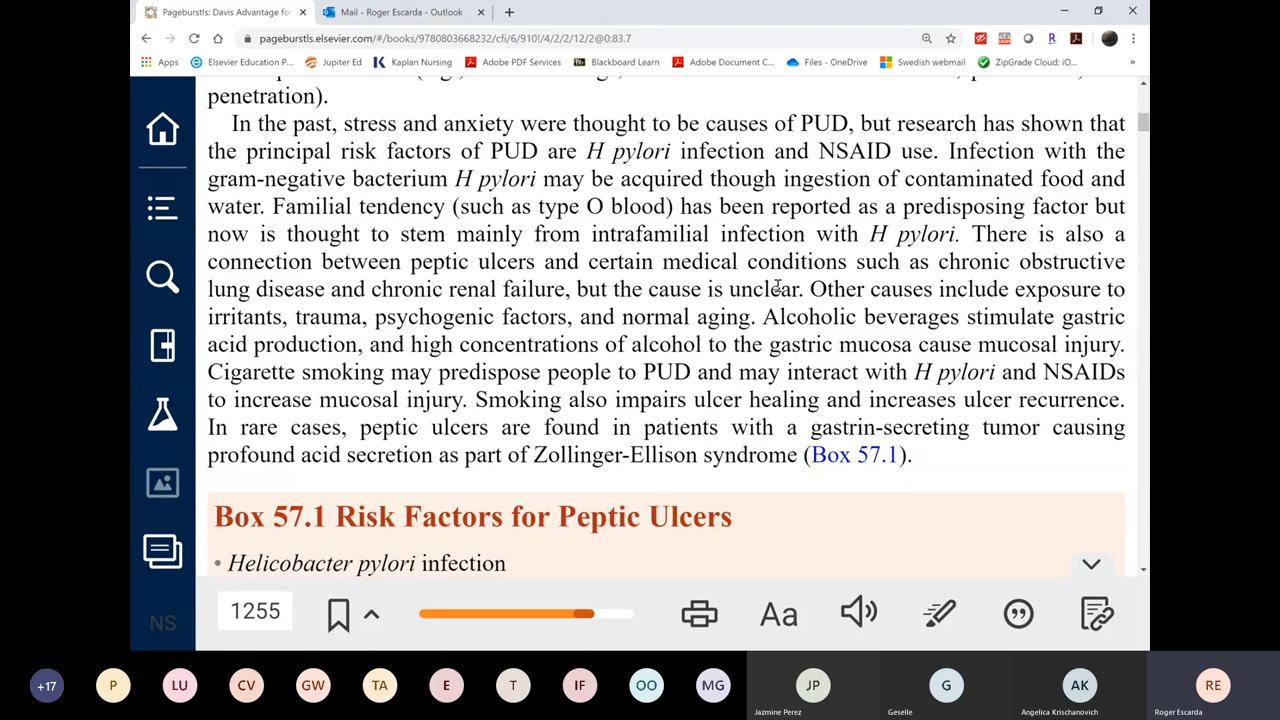 Pageburstls: Davis Advantage for
Mail - Roger Escarda - Outlook
pageburstls.elsevier.com/#/books/9780803668232/cfi/6/910!/4/2/2/12/2@0:83.7
Apps
Elsevier Education P...
Jupiter Ed
Kaplan Nursing
Adobe PDF Services
Blackboard Learn
Adobe Document C...
Files - OneDrive
Swedish webmail
ZipGrade Cloud: iO...
penetration).
In the past, stress and anxiety were thought to be causes of PUD, but research has shown that
the principal risk factors of PUD are H pylori infection and NSAID use. Infection with the
gram-negative bacterium H pylori may be acquired though ingestion of contaminated food and
water. Familial tendency (such as type O blood) has been reported as a predisposing factor but
now is thought to stem mainly from intrafamilial infection with H pylori. There is also a
connection between peptic ulcers and certain medical conditions such as chronic obstructive
lung disease and chronic renal failure, but the cause is unclear. Other causes include exposure to
irritants, trauma, psychogenic factors, and normal aging. Alcoholic beverages stimulate gastric
acid production, and high concentrations of alcohol to the gastric mucosa cause mucosal injury.
Cigarette smoking may predispose people to PUD and may interact with H pylori and NSAIDs
to increase mucosal injury. Smoking also impairs ulcer healing and increases ulcer recurrence.
In rare cases, peptic ulcers are found in patients with a gastrin-secreting tumor causing
profound acid secretion as part of Zollinger-Ellison syndrome (Box 57.1).
Box 57.1 Risk Factors for Peptic Ulcers
• Helicobacter pylori infection
NS
1255
Aa
+17
P
LU
CV
GW
TA
E
T
IF
OO
MG
JP
Jazmine Perez
G
Geselle
AK
Angelica Krischanovich
RE
Roger Escarda